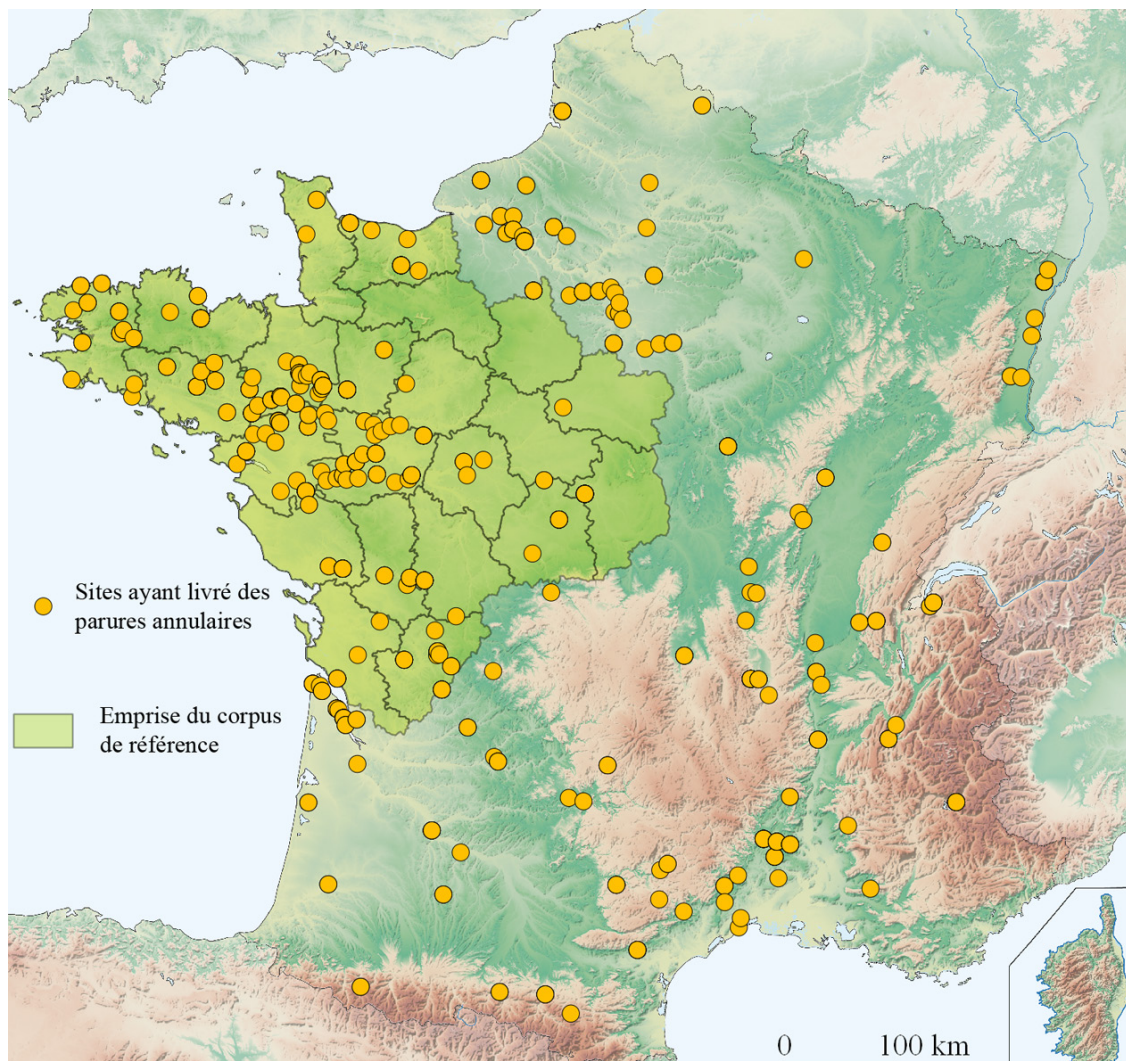 Sites ayant livré des
parures annulaires
Emprise du corpus
de référence
0 100 km